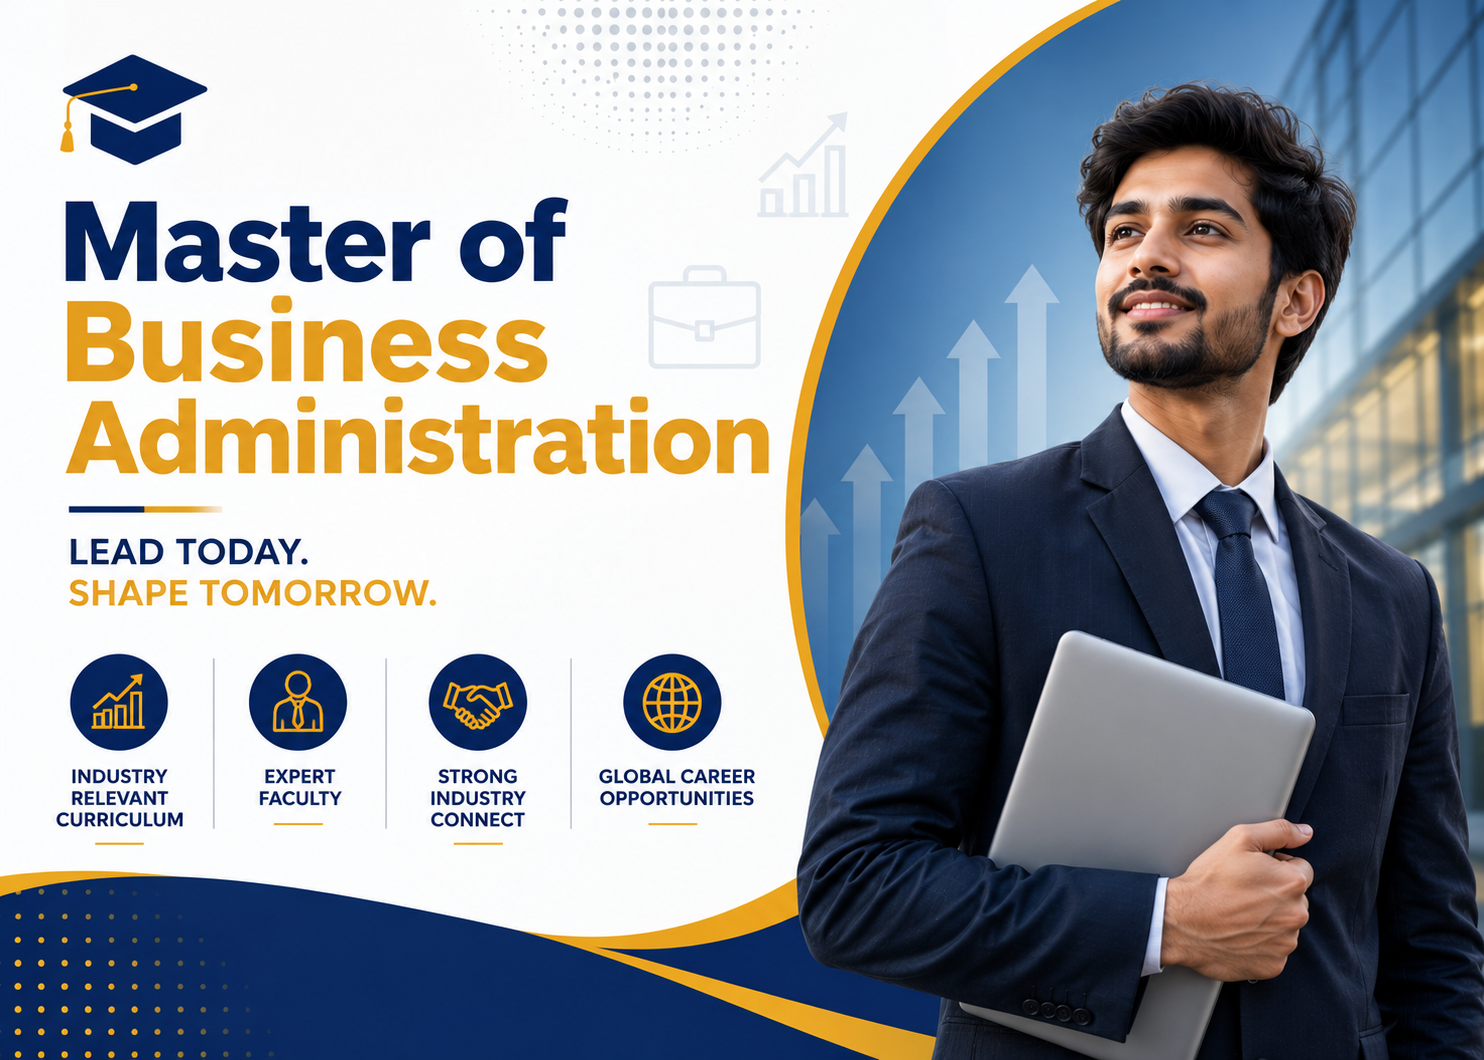 Master of
Business
Administration
LEAD TODAY.
SHAPE TOMORROW.
INDUSTRY
RELEVANT
CURRICULUM
EXPERT
FACULTY
STRONG
INDUSTRY
CONNECT
GLOBAL CAREER
OPPORTUNITIES